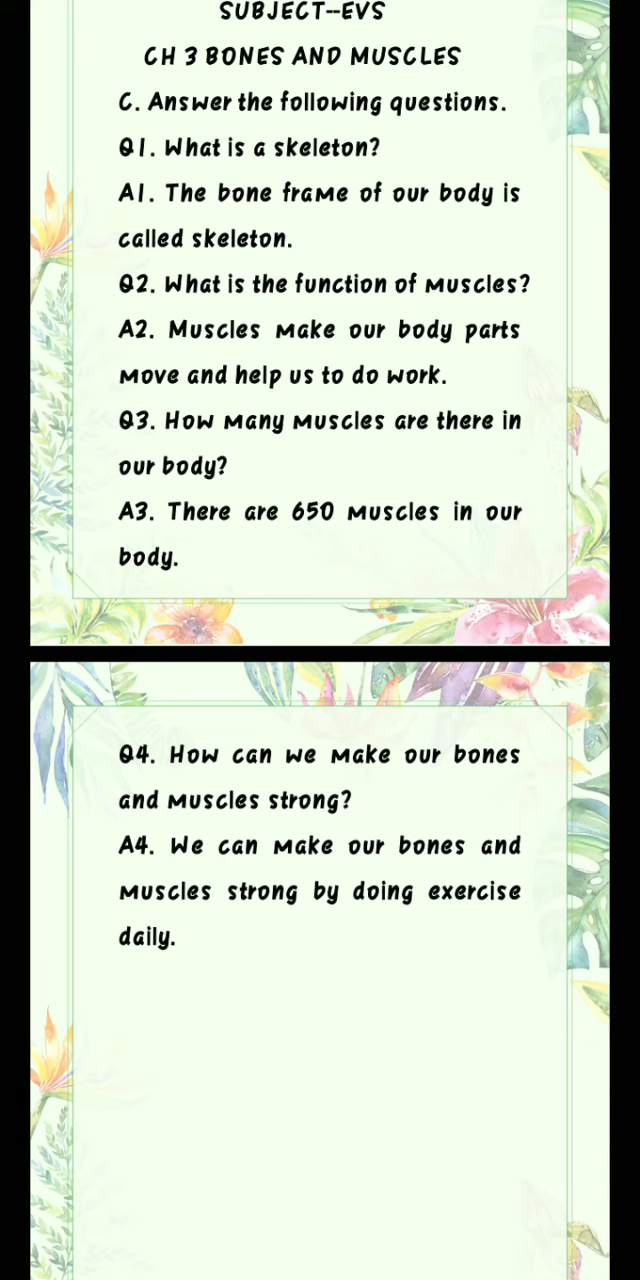 SUBJECT--EVS
CH 3 BONES AND MUSCLES
C. Answer the following questions.
Q1. What is a skeleton?
A1. The bone frame of our body is
called skeleton.
Q2. What is the function of muscles?
A2. Muscles make our body parts
move and help us to do work.
Q3. How many muscles are there in
our body?
A3. There are 650 muscles in our
body.
Q4. How can we make our bones
and muscles strong?
A4. We can make our bones and
muscles strong by doing exercise
daily.